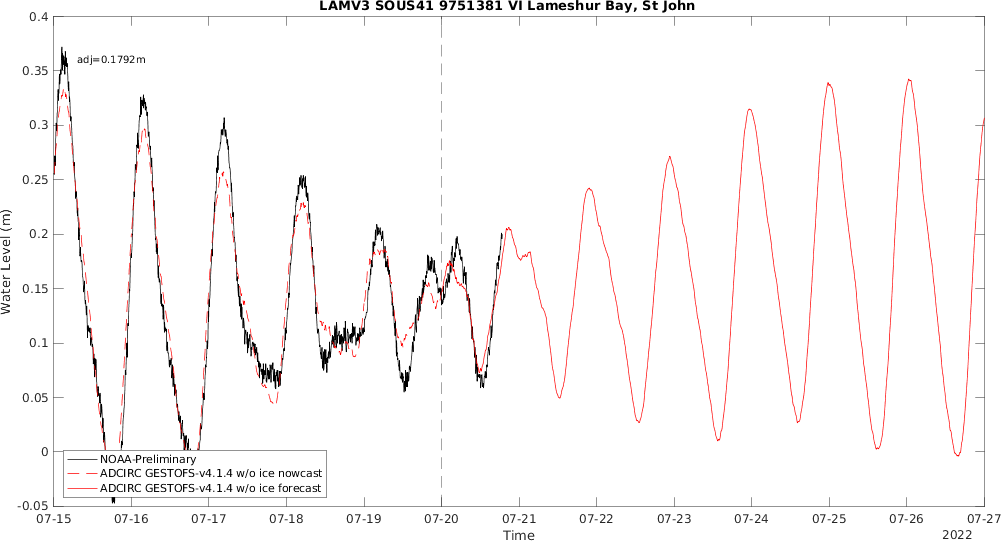 LAMV3 SOUS41 9751381 VI Lameshur Bay, St John
adj=0.1792m
Water Level (m)
0.4
0.35
0.3
0.25
0.2
0.15
0.1
0.05
0
-0.05
NOAA-Preliminary
ADCIRC GESTOFS-v4.1.4 w/o ice nowcast
ADCIRC GESTOFS-v4.1.4 w/o ice forecast
07-15 07-16 07-17 07-18 07-19 07-20 07-21 07-22 07-23 07-24 07-25 07-26 07-27
Time
2022